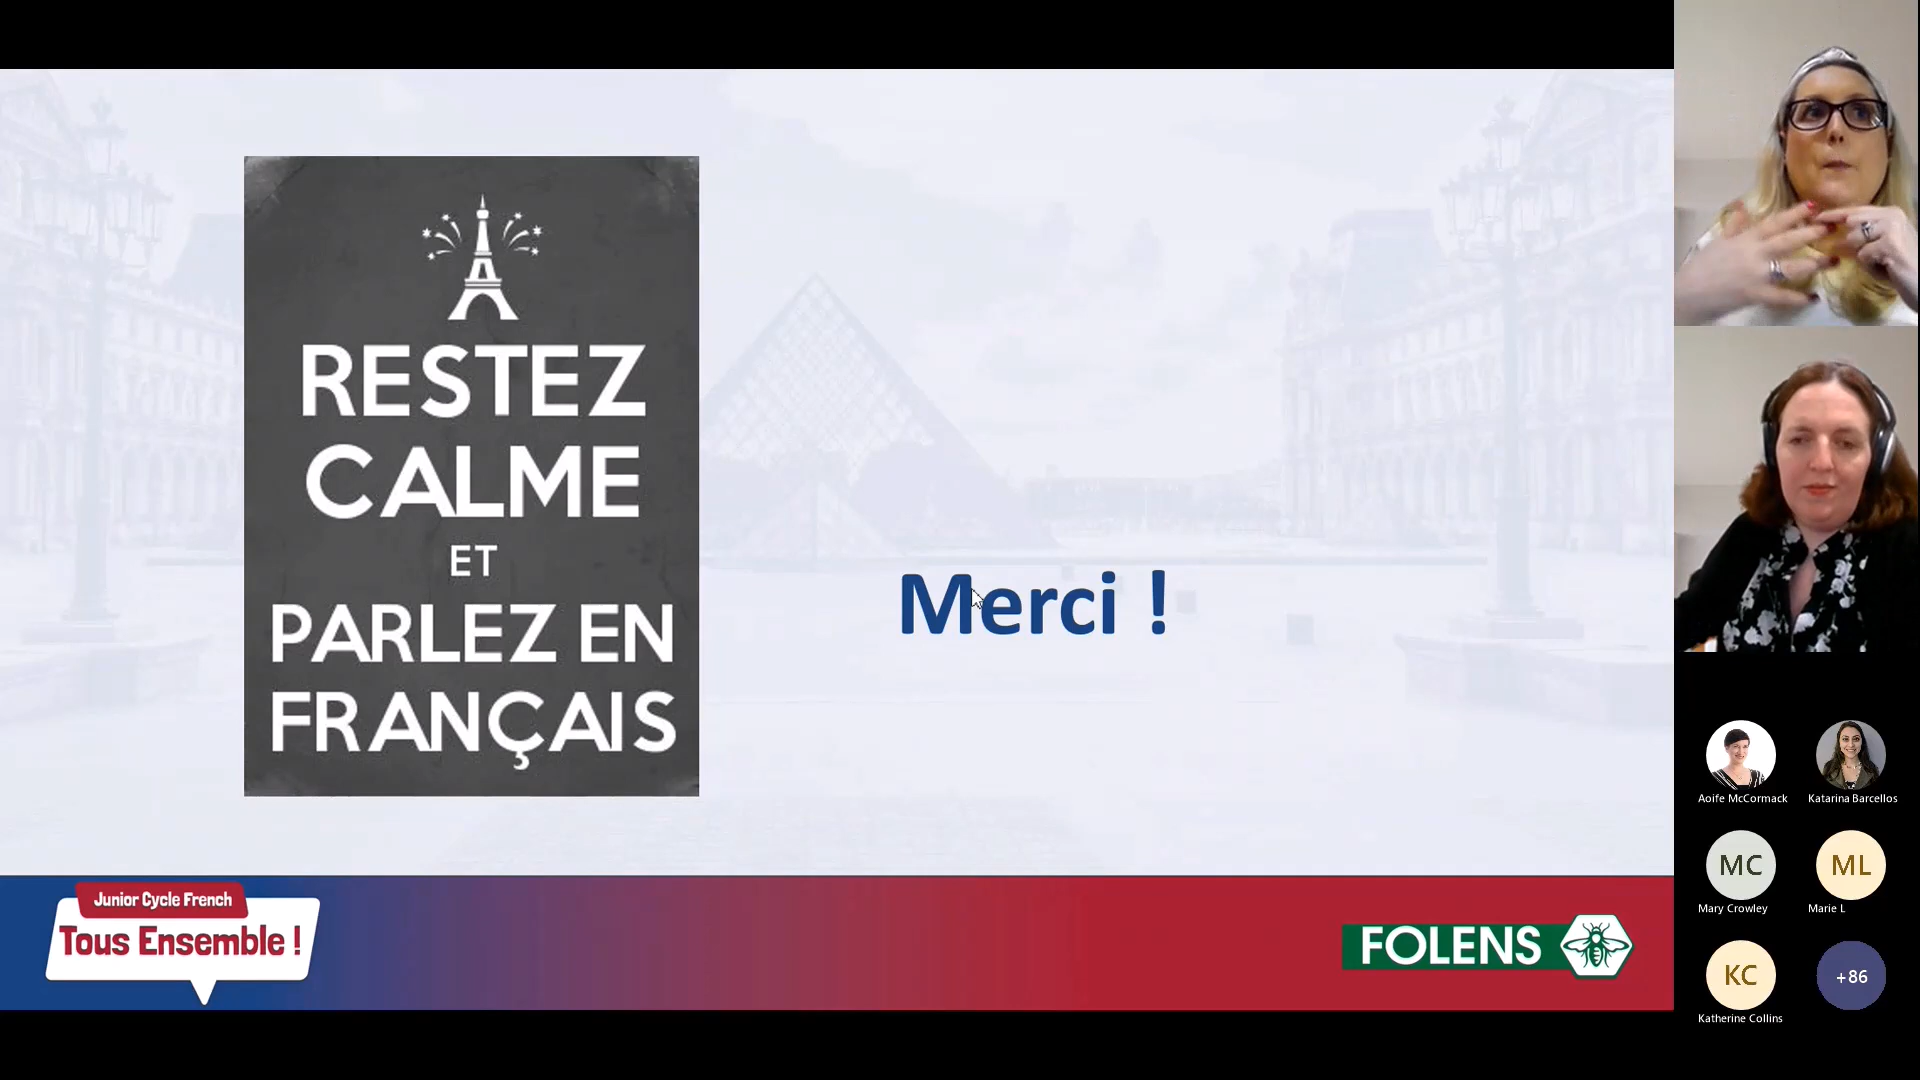 RESTEZ
CALME
ET
PARLEZ EN
FRANÇAIS
Merci !
Junior Cycle French
Tous Ensemble !
FOLENS
Aoife McCormack
Katarina Barcellos
MC
Mary Crowley
ML
Marie L
KC
Katherine Collins
+86